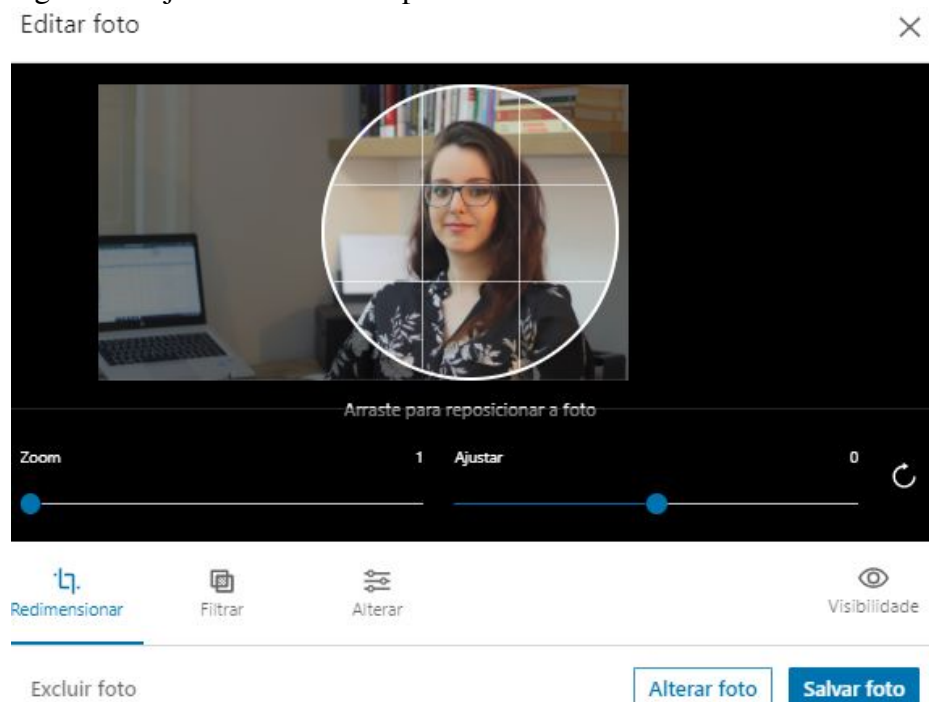 Editar foto
Arraste para reposicionar a foto
Zoom 1 Ajustar 0
Redimensionar Filtrar Alterar Visibilidade
Excluir foto Alterar foto Salvar foto